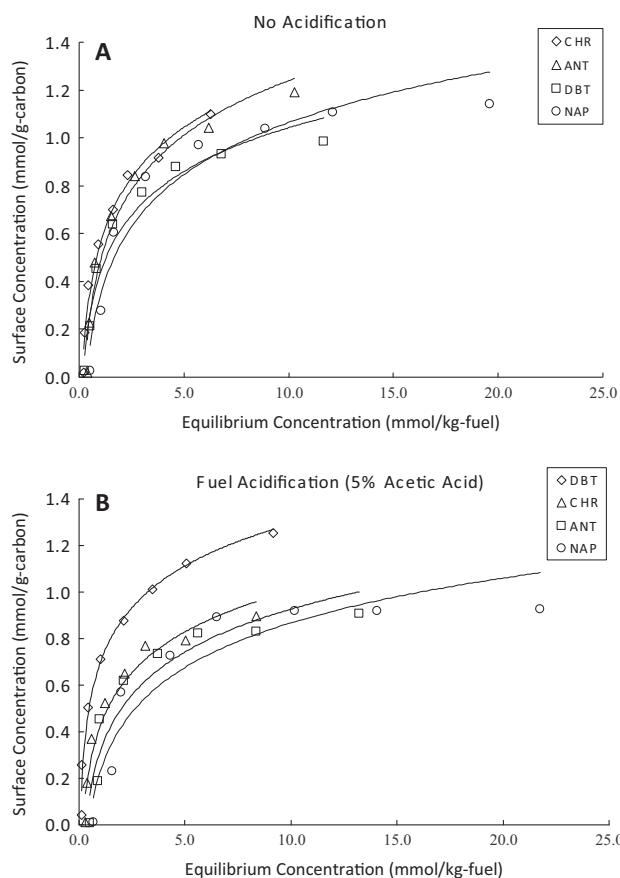 No Acidification
A
CHR
ANT
DBT
NAP
1.4
1.2
1.0
0.8
0.6
0.4
0.2
0.0
Surface Concentration (mmol/g-carbon)
0.0 5.0 10.0 15.0 20.0 25.0
Equilibrium Concentration (mmol/kg-fuel)
Fuel Acidification (5% Acetic Acid)
B
DBT
CHR
ANT
NAP
1.4
1.2
1.0
0.8
0.6
0.4
0.2
0.0
Surface Concentration (mmol/g-carbon)
0.0 5.0 10.0 15.0 20.0 25.0
Equilibrium Concentration (mmol/kg-fuel)